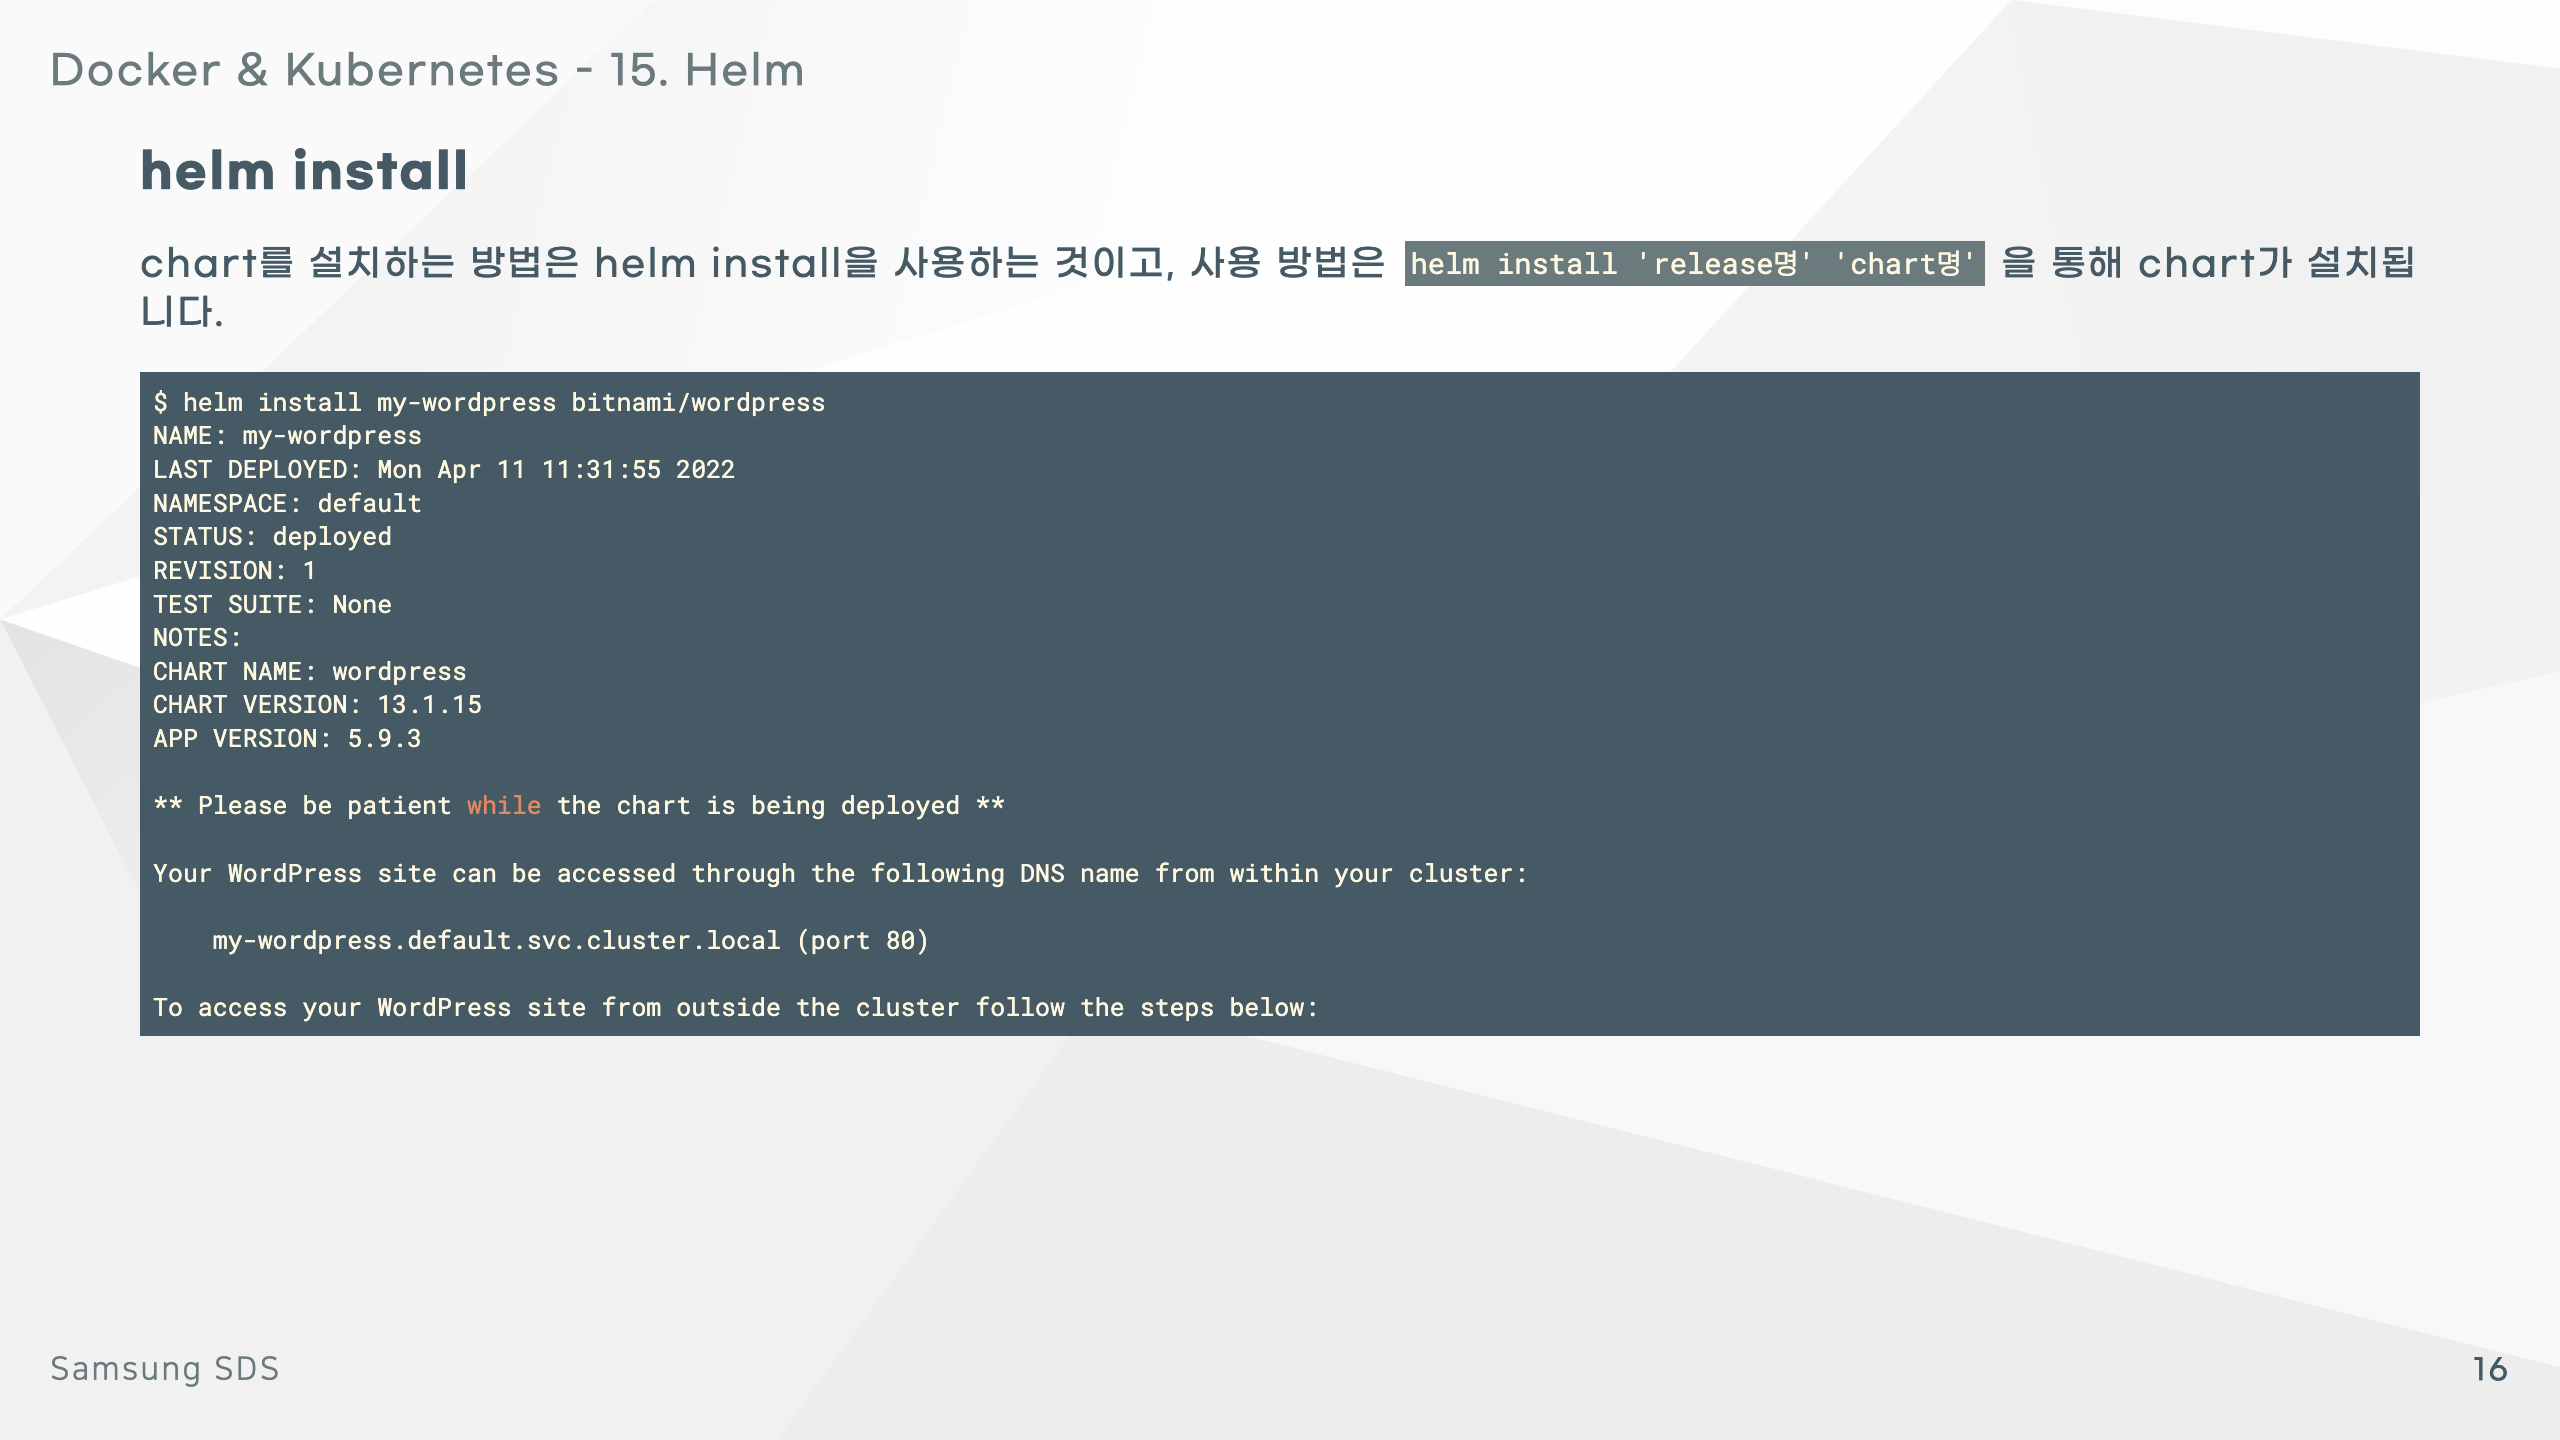 Docker & Kubernetes - 15. Helm
helm install
chart를 설치하는 방법은 helm install을 사용하는 것이고, 사용 방법은 helm install 'release명' 'chart명' 을 통해 chart가 설치됩
니다.
$ helm install my-wordpress bitnami/wordpress
NAME: my-wordpress
LAST DEPLOYED: Mon Apr 11 11:31:55 2022
NAMESPACE: default
STATUS: deployed
REVISION: 1
TEST SUITE: None
NOTES:
CHART NAME: wordpress
CHART VERSION: 13.1.15
APP VERSION: 5.9.3
** Please be patient while the chart is being deployed **
Your WordPress site can be accessed through the following DNS name from within your cluster:
my-wordpress.default.svc.cluster.local (port 80)
To access your WordPress site from outside the cluster follow the steps below:
Samsung SDS
16